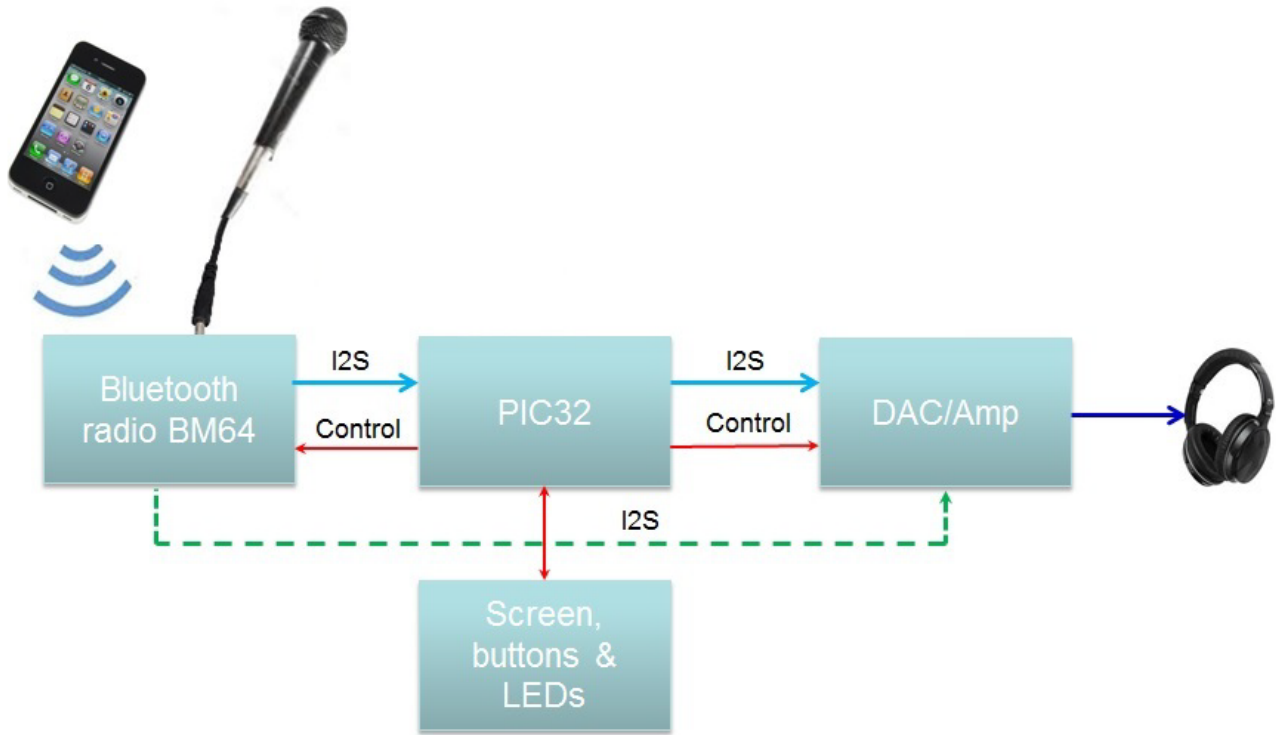 I2S
I2S
Bluetooth
radio BM64
PIC32
DAC/Amp
Control
Control
I2S
Screen,
buttons &
LEDs